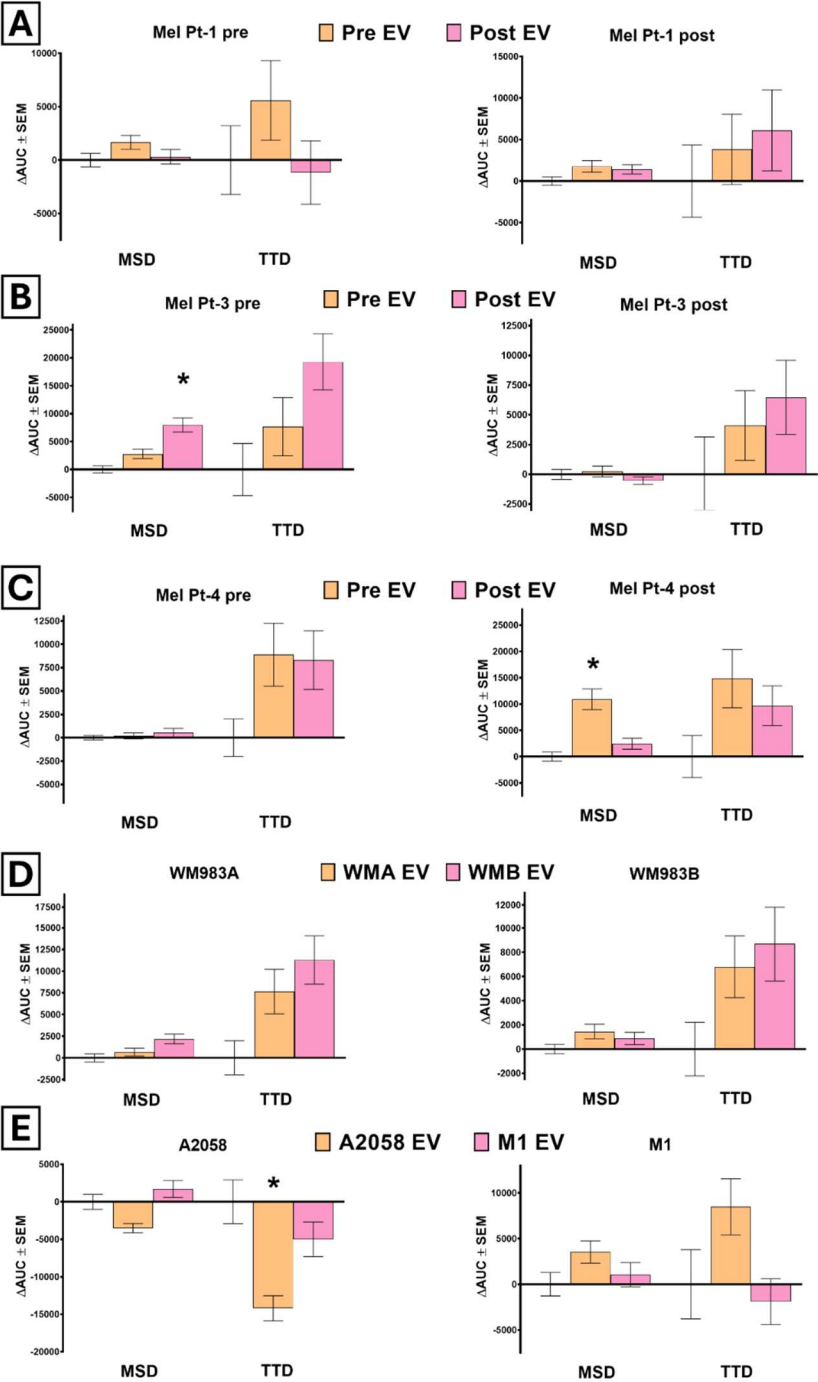 A
Mel Pt-1 pre
Pre EV
Post EV
Mel Pt-1 post
ΔAUC ± SEM
10000
5000
0
-5000
MSD
TTD
ΔAUC ± SEM
15000
10000
5000
0
-5000
MSD
TTD
B
Mel Pt-3 pre
Pre EV
Post EV
Mel Pt-3 post
ΔAUC ± SEM
25000
20000
15000
10000
5000
0
-5000
*
MSD
TTD
ΔAUC ± SEM
12500
10000
7500
5000
2500
0
-2500
MSD
TTD
C
Mel Pt-4 pre
Pre EV
Post EV
Mel Pt-4 post
ΔAUC ± SEM
12500
10000
7500
5000
2500
0
-2500
-5000
MSD
TTD
ΔAUC ± SEM
25000
20000
15000
10000
5000
0
-5000
*
MSD
TTD
D
WM983A
WMA EV
WMB EV
WM983B
ΔAUC ± SEM
17500
15000
12500
10000
7500
5000
2500
0
-2500
MSD
TTD
ΔAUC ± SEM
12000
10000
8000
6000
4000
2000
0
-2000
MSD
TTD
E
A2058
A2058 EV
M1 EV
M1
ΔAUC ± SEM
5000
0
-5000
-10000
-15000
-20000
*
MSD
TTD
ΔAUC ± SEM
10000
5000
0
-5000
MSD
TTD